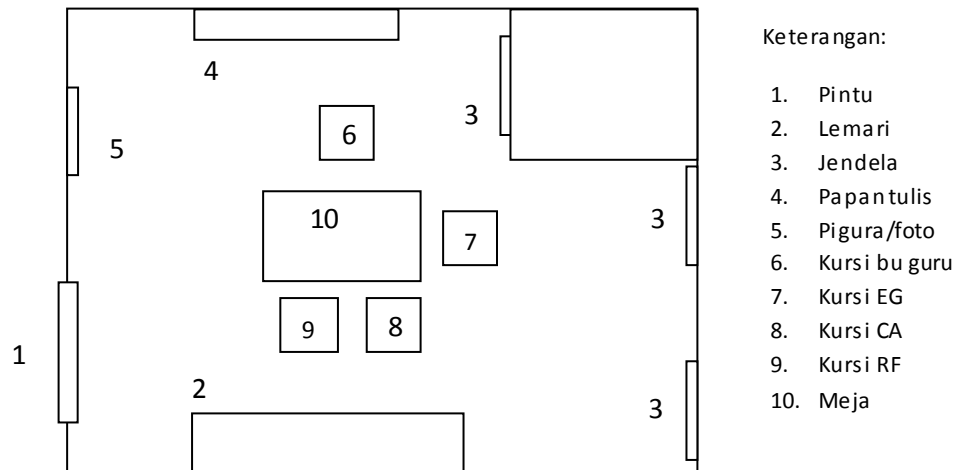 4
3
5
6
10
7
3
9
8
1
2
3
Keterangan:
1. Pintu
2. Lemari
3. Jendela
4. Papan tulis
5. Pigura/foto
6. Kursi bu guru
7. Kursi EG
8. Kursi CA
9. Kursi RF
10. Meja